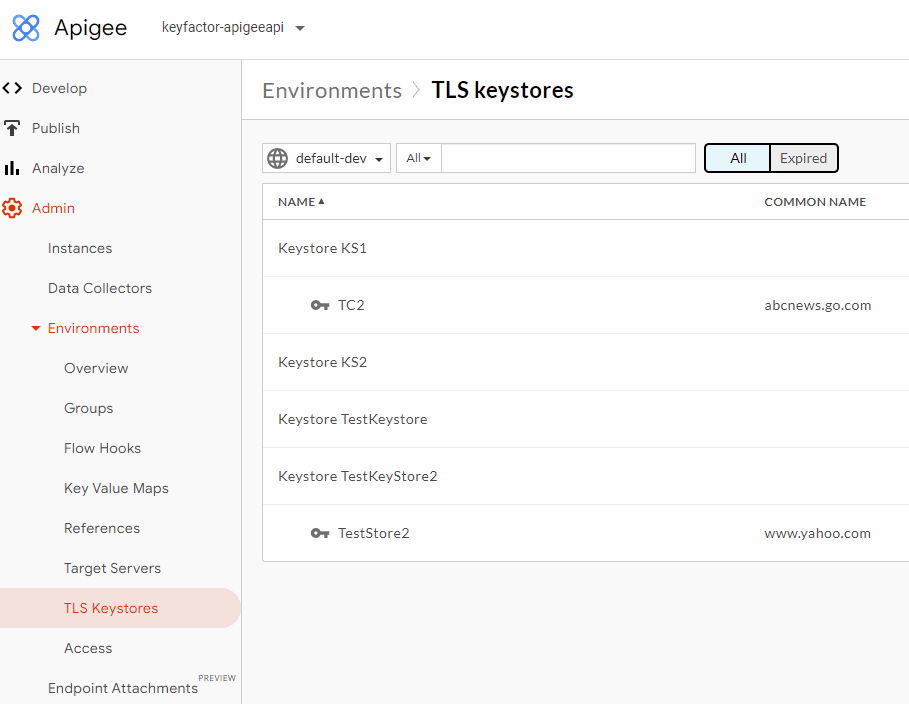 Apigee
keyfactor-apigeeapi
Develop
Publish
Analyze
Admin
Instances
Data Collectors
Environments
Overview
Groups
Flow Hooks
Key Value Maps
References
Target Servers
TLS Keystores
Access
Endpoint Attachments PREVIEW
Environments TLS keystores
default-dev All All Expired
NAME COMMON NAME
Keystore KS1
TC2 abcnews.go.com
Keystore KS2
Keystore TestKeystore
Keystore TestKeyStore2
TestStore2 www.yahoo.com